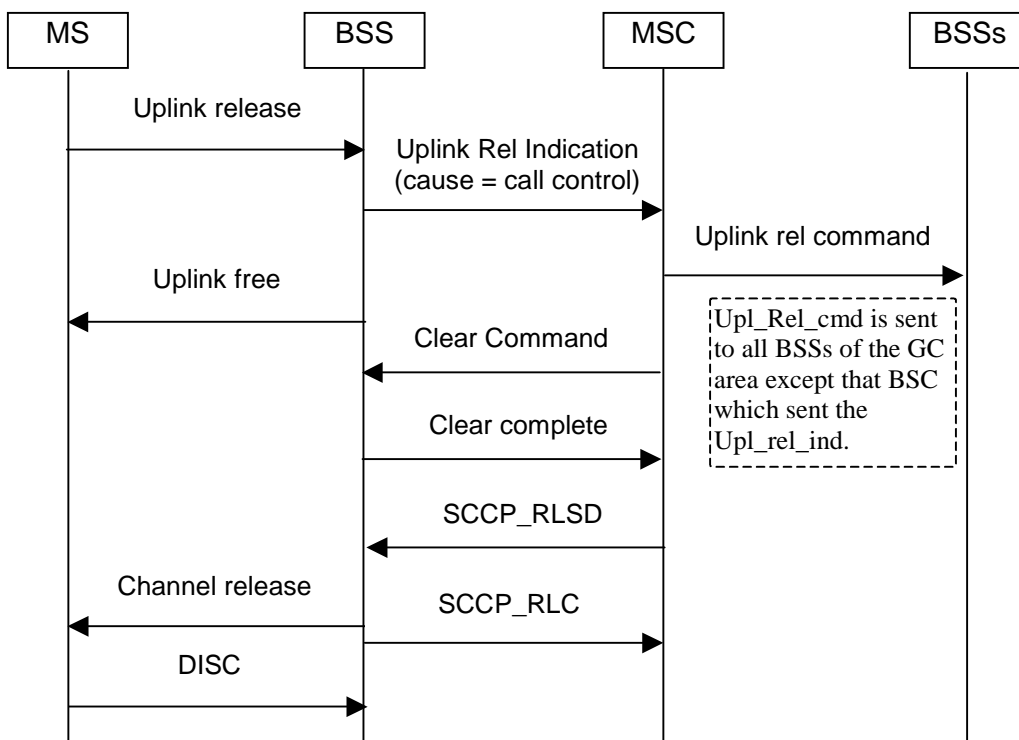 MS
BSS
MSC
BSSs
Uplink release
Uplink Rel Indication
(cause = call control)
Uplink rel command
Uplink free
Upl_Rel_cmd is sent
to all BSSs of the GC
area except that BSC
which sent the
Upl_rel_ind.
Clear Command
Clear complete
SCCP_RLSD
Channel release
SCCP_RLC
DISC